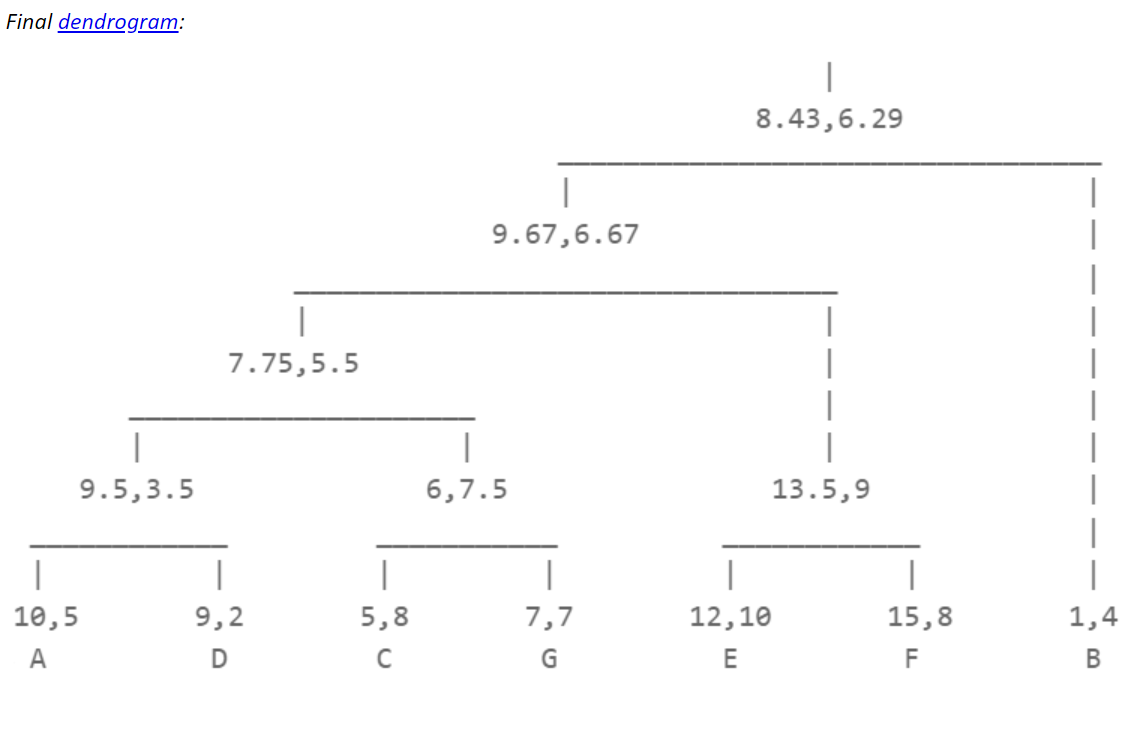 Final dendrogram:
8.43,6.29
9.67,6.67
7.75,5.5
9.5,3.5 6,7.5 13.5,9
10,5 9,2 5,8 7,7 12,10 15,8 1,4
A D C G E F B